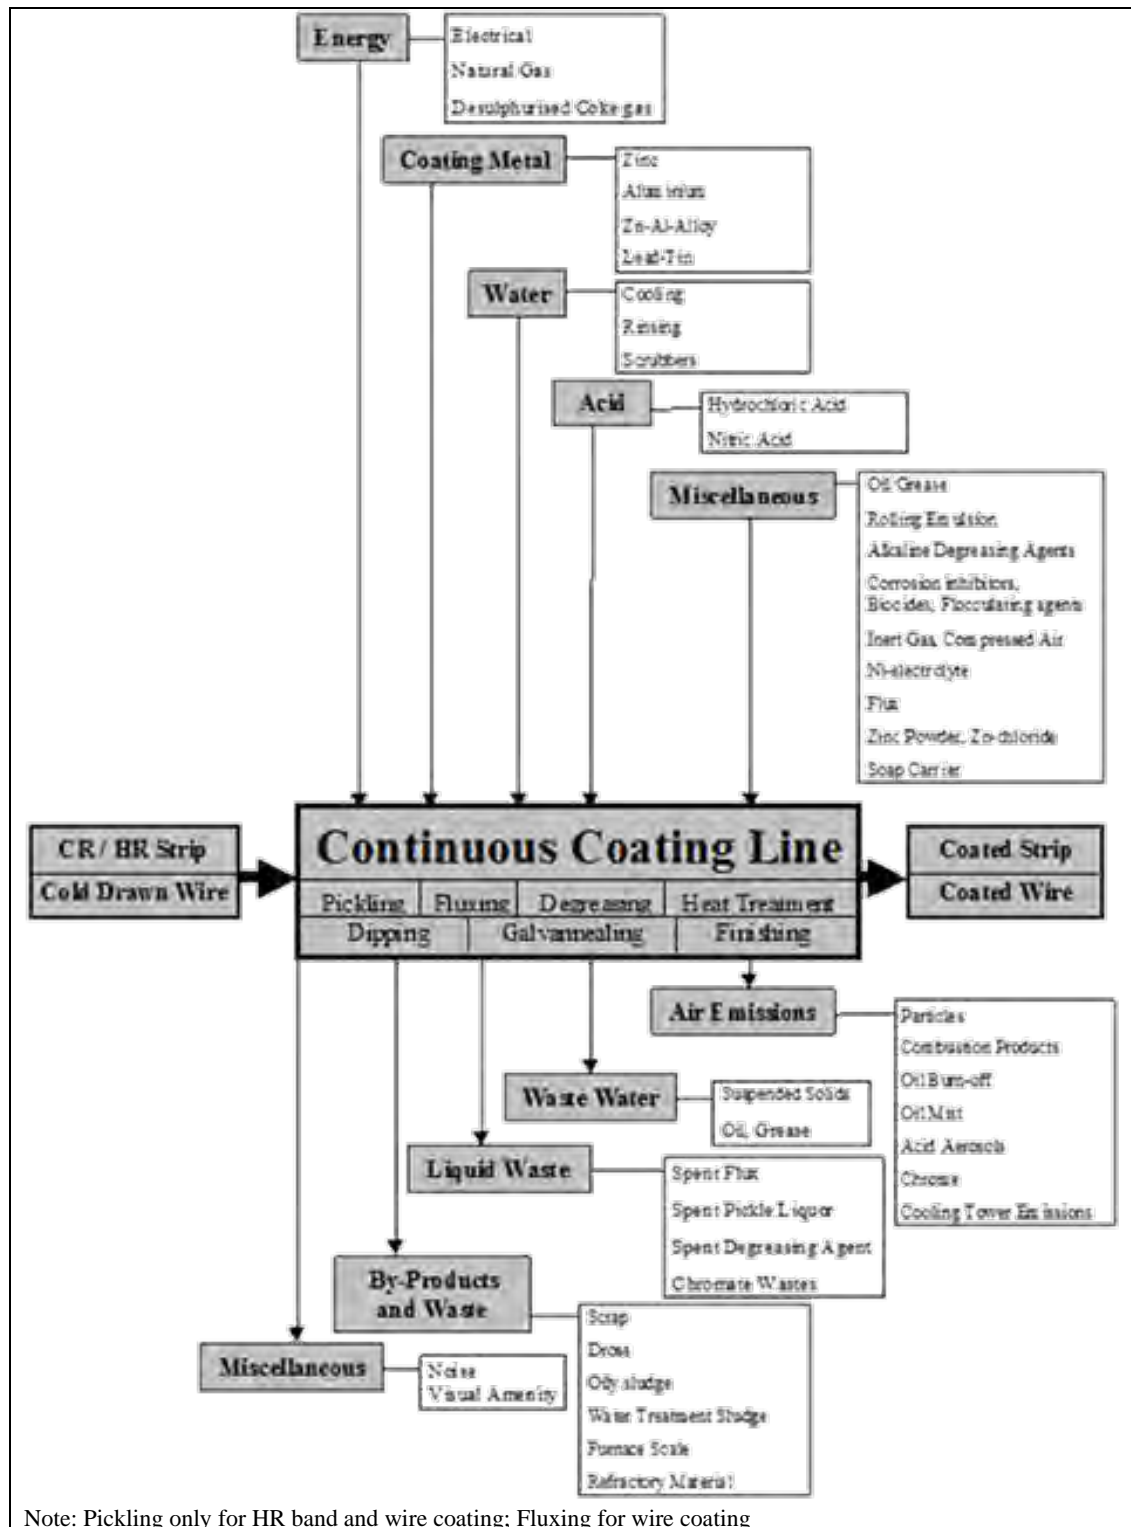 Energy
Electrical
Natural Gas
Desulphurised Coke gas
Coating Metal
Zinc
Aluminium
Zn-Al-Alloy
Lead-Tin
Water
Cooling
Rinsing
Scrubbers
Acid
Hydrochloric Acid
Nitric Acid
Miscellaneous
Oil Grease
Rolling Emulsion
Alkaline Degreasing Agents
Corrosion inhibitors,
Biocides, Flocculating agents
Inert Gas, Compressed Air
Ni-electrolyte
Flux
Zinc Powder, Zn-chloride
Soap Carrier
CR / HR Strip
Cold Drawn Wire
Continuous Coating Line
Pickling
Fluxing
Degreasing
Heat Treatment
Dipping
Galvannealing
Finishing
Coated Strip
Coated Wire
Air Emissions
Particles
Combustion Products
Oil Burn-off
Oil Mist
Acid Aerosols
Chrome
Cooling Tower Emissions
Waste Water
Suspended Solids
Oil, Grease
Liquid Waste
Spent Flux
Spent Pickle Liquor
Spent Degreasing Agent
Chromate Wastes
By-Products
and Waste
Scrap
Dross
Oily sludge
Water Treatment Sludge
Furnace Scale
Refractory Material
Miscellaneous
Noise
Visual Amenity
Note: Pickling only for HR band and wire coating; Fluxing for wire coating